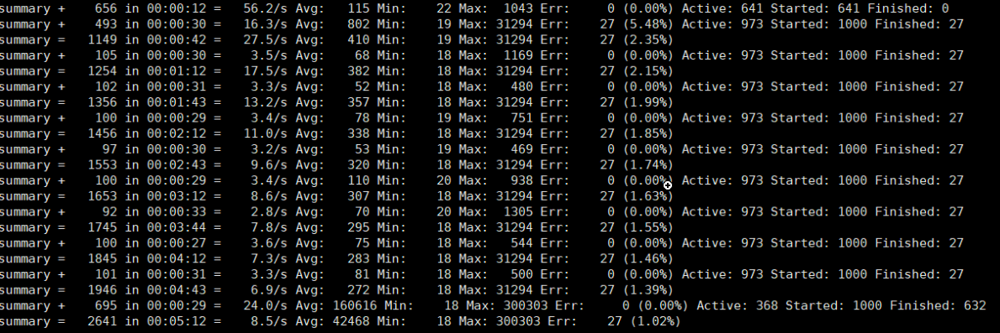 summary +    656 in 00:00:12 =   56.2/s Avg:   115 Min:    22 Max:  1043 Err:     0 (0.00%) Active: 641 Started: 641 Finished: 0
summary +    493 in 00:00:30 =   16.3/s Avg:   802 Min:    19 Max: 31294 Err:    27 (5.48%) Active: 973 Started: 1000 Finished: 27
summary =   1149 in 00:00:42 =   27.5/s Avg:   410 Min:    19 Max: 31294 Err:    27 (2.35%)
summary +    105 in 00:00:30 =    3.5/s Avg:    68 Min:    18 Max:  1169 Err:     0 (0.00%) Active: 973 Started: 1000 Finished: 27
summary =   1254 in 00:01:12 =   17.5/s Avg:   382 Min:    18 Max: 31294 Err:    27 (2.15%)
summary +    102 in 00:00:31 =    3.3/s Avg:    52 Min:    18 Max:   480 Err:     0 (0.00%) Active: 973 Started: 1000 Finished: 27
summary =   1356 in 00:01:43 =   13.2/s Avg:   357 Min:    18 Max: 31294 Err:    27 (1.99%)
summary +    100 in 00:00:29 =    3.4/s Avg:    78 Min:    19 Max:   751 Err:     0 (0.00%) Active: 973 Started: 1000 Finished: 27
summary =   1456 in 00:02:12 =   11.0/s Avg:   338 Min:    18 Max: 31294 Err:    27 (1.85%)
summary +     97 in 00:00:30 =    3.2/s Avg:    53 Min:    19 Max:   469 Err:     0 (0.00%) Active: 973 Started: 1000 Finished: 27
summary =   1553 in 00:02:43 =    9.6/s Avg:   320 Min:    18 Max: 31294 Err:    27 (1.74%)
summary +    100 in 00:00:29 =    3.4/s Avg:   110 Min:    20 Max:   938 Err:     0 (0.00%) Active: 973 Started: 1000 Finished: 27
summary =   1653 in 00:03:12 =    8.6/s Avg:   307 Min:    18 Max: 31294 Err:    27 (1.63%)
summary +     92 in 00:00:33 =    2.8/s Avg:    70 Min:    20 Max:  1305 Err:     0 (0.00%) Active: 973 Started: 1000 Finished: 27
summary =   1745 in 00:03:44 =    7.8/s Avg:   295 Min:    18 Max: 31294 Err:    27 (1.55%)
summary +    100 in 00:00:27 =    3.6/s Avg:    75 Min:    18 Max:   544 Err:     0 (0.00%) Active: 973 Started: 1000 Finished: 27
summary =   1845 in 00:04:12 =    7.3/s Avg:   283 Min:    18 Max: 31294 Err:    27 (1.46%)
summary +    101 in 00:00:31 =    3.3/s Avg:    81 Min:    18 Max:   500 Err:     0 (0.00%) Active: 973 Started: 1000 Finished: 27
summary =   1946 in 00:04:43 =    6.9/s Avg:   272 Min:    18 Max: 31294 Err:    27 (1.39%)
summary +    695 in 00:00:29 =   24.0/s Avg: 160616 Min:    18 Max: 300303 Err:     0 (0.00%) Active: 368 Started: 1000 Finished: 632
summary =   2641 in 00:05:12 =    8.5/s Avg: 42468 Min:    18 Max: 300303 Err:    27 (1.02%)